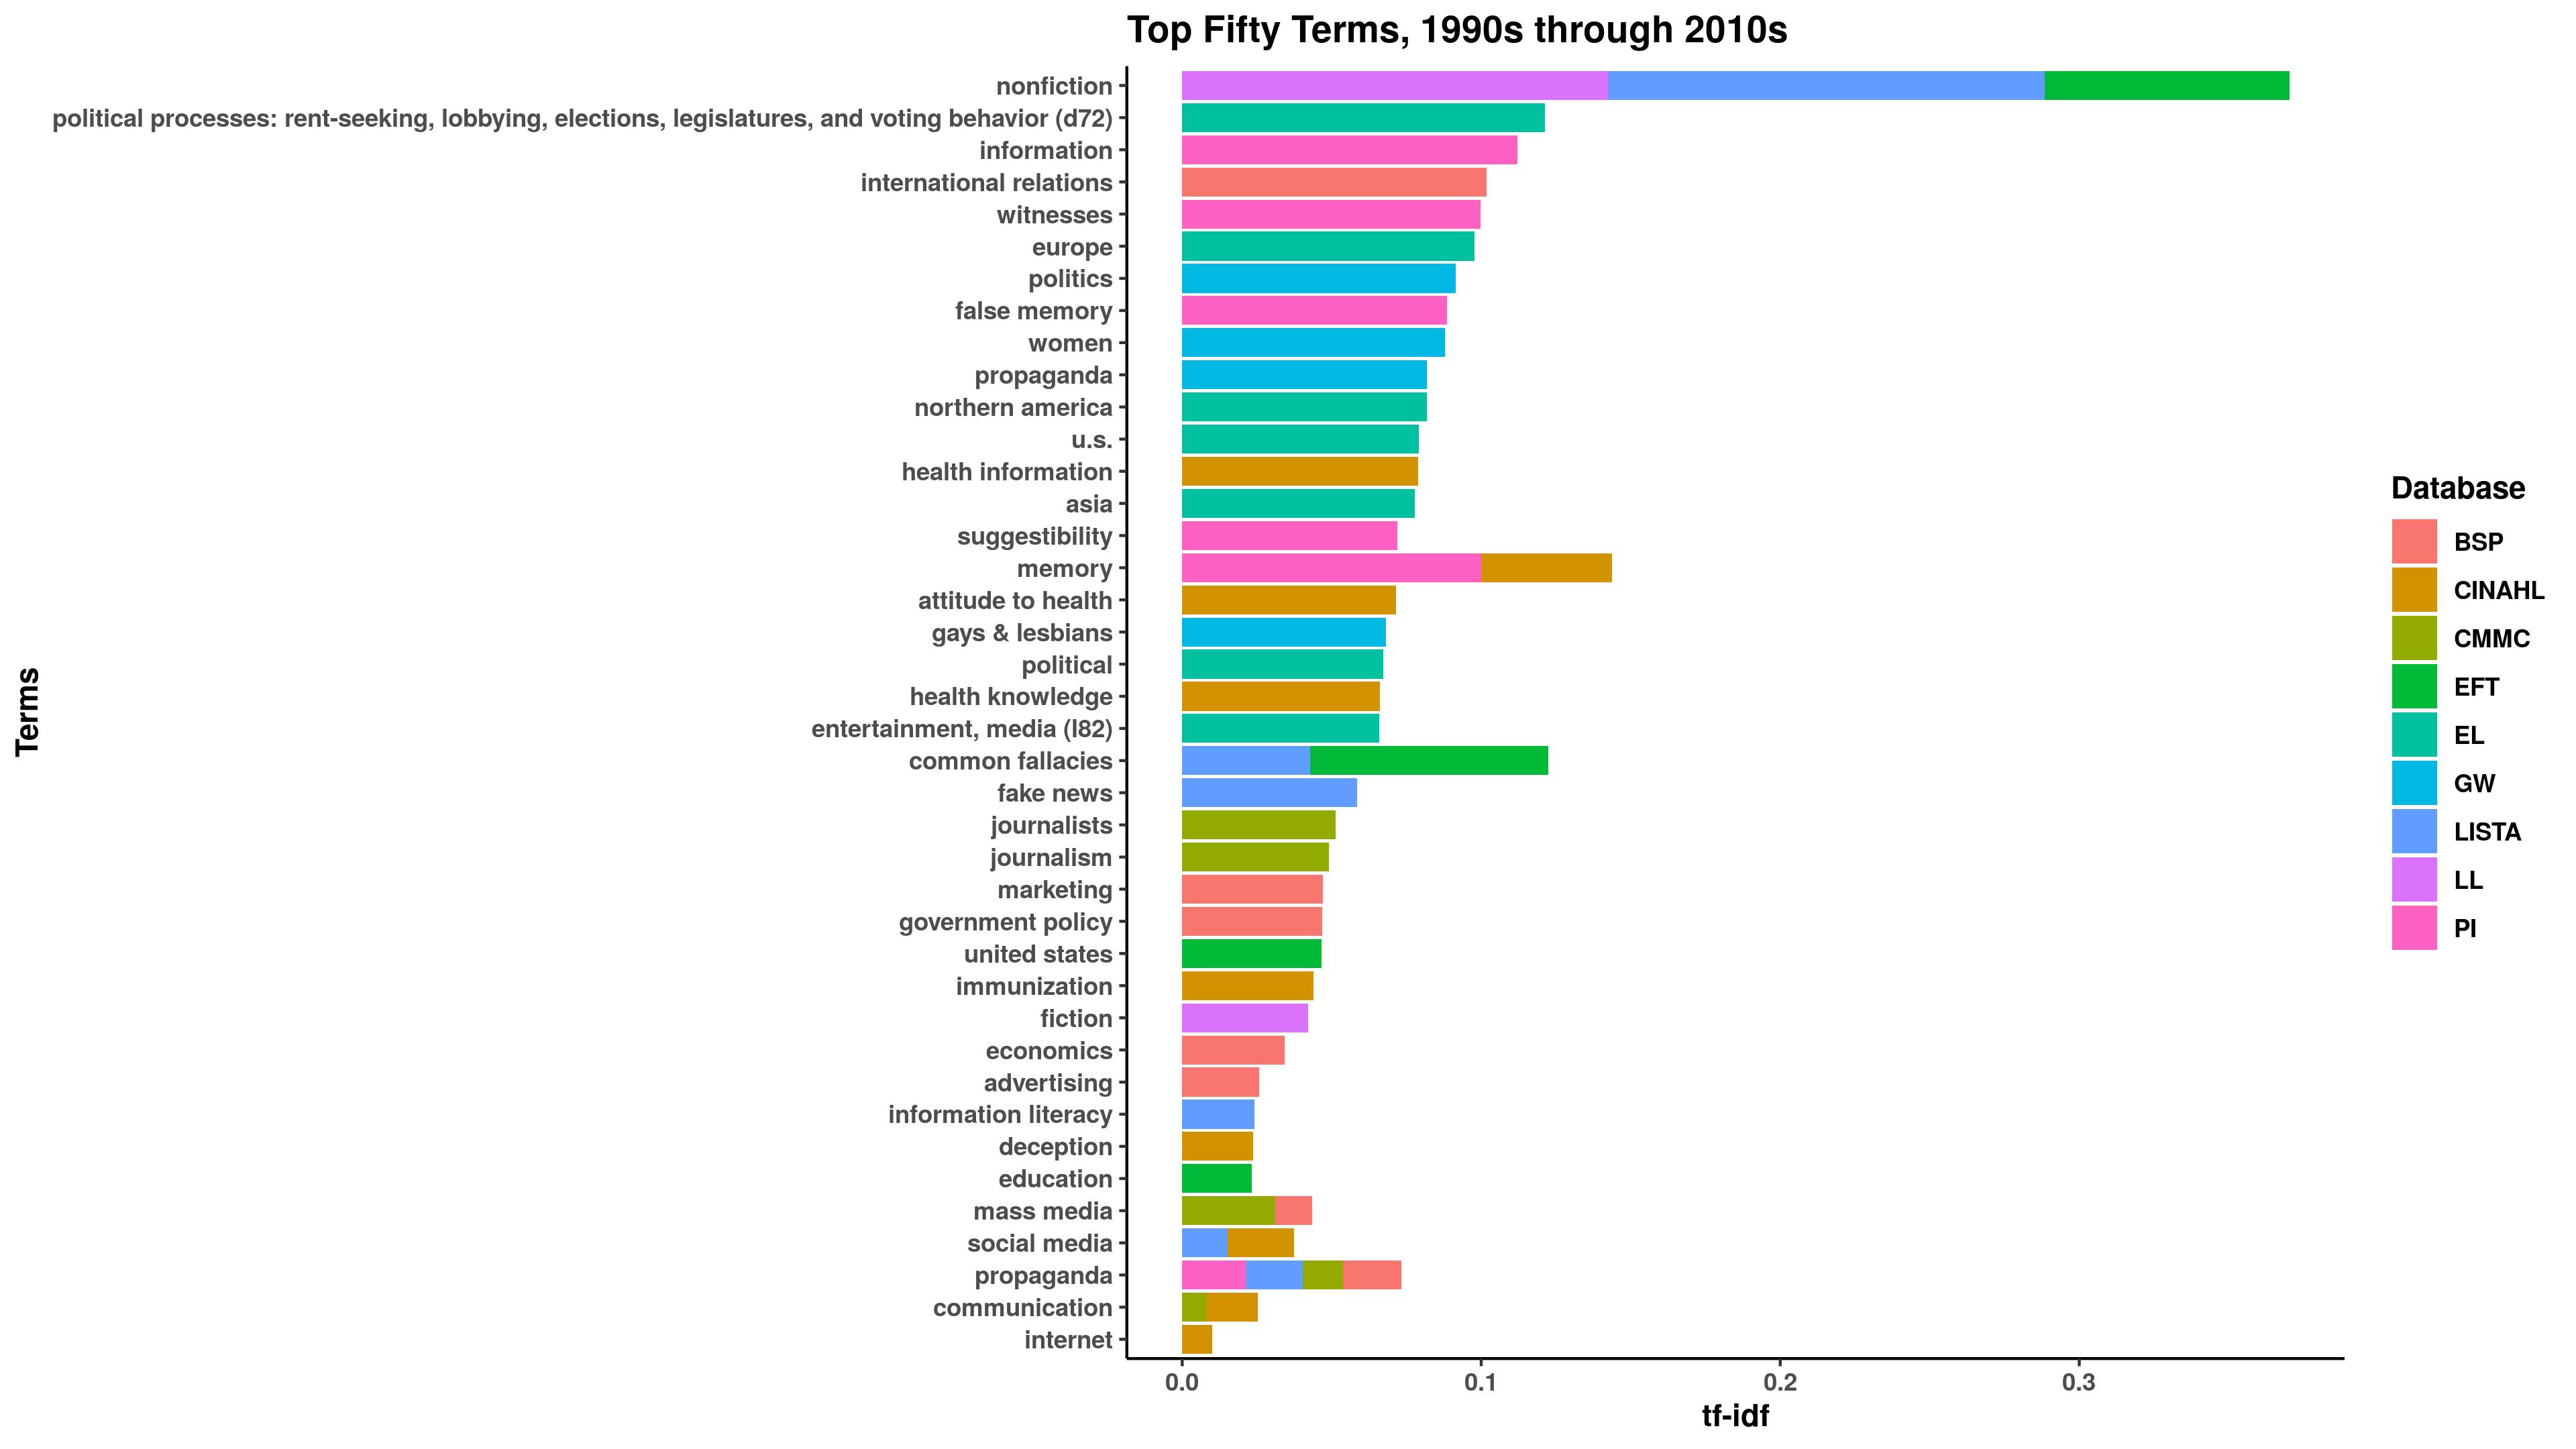 Top Fifty Terms, 1990s through 2010s
nonfiction
political processes: rent-seeking, lobbying, elections, legislatures, and voting behavior (d72)
information
international relations
witnesses
europe
politics
false memory
women
propaganda
northern america
u.s.
health information
asia
suggestibility
memory
attitude to health
gays & lesbians
political
health knowledge
entertainment, media (l82)
common fallacies
fake news
journalists
journalism
marketing
government policy
united states
immunization
fiction
economics
advertising
information literacy
deception
education
mass media
social media
propaganda
communication
internet
Terms
0.0 0.1 0.2 0.3
tf-idf
Database
BSP
CINAHL
CMMC
EFT
EL
GW
LISTA
LL
PI